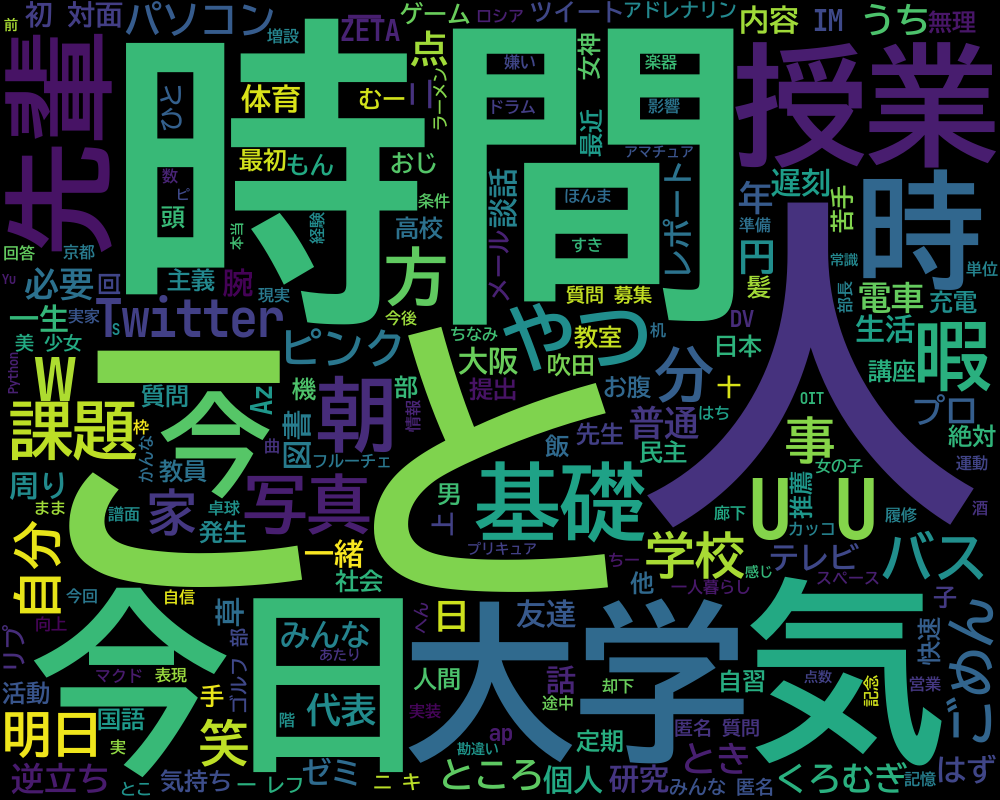 前
初 対面
パソコン
増設
ZETA
ゲーム
ロシア
ツイート
アドレナリン
内容
IM
うち
無理
先輩
時間
点
嫌い
女神
楽器
授業
ひと
体育
むー
ラーメン
ドラム
影響
最近
アマチュア
最初
もん
おじ
数
ピ
頭
条件
談話
ほんま
レポート
年
遅刻
苦手
時
本当
経験
高校
すき
準備
円
回答
京都
常識
単位
Yu
必要
回
主義
腕
現実
方
メール
質問 募集
髪
部長
電車
充電
一生
実家
Twitter
S
今後
ちなみ
やつ
教室
机
DV
生活
暇
美 少女
ピンク
大阪
吹田
日本
講座
Python
W
こと
人
質問
今
Az
機
朝
部
提出
お腹
分
十
プロ
課題
枠
図書
情報
普通
はち
OIT
事
絶対
曲
かんな
教員
フルーチェ
飯
先生
民主
女の子
運動
周り
家
写真
男
基礎
推薦
UU
まま
譜面
卓球
上
廊下
履修
酒
発生
カッコ
自分
一緒
プリキュア
ちー
学校
感じ
テレビ
バス
社会
他
一人暮らし
スペース
今回
自信
子
今日
草
日
友達
大学
気
ごめん
リプ
向上
部
みんな
へん
快速
あたり
マクド
表現
人間
話
却下
自習
点数
記念
営業
活動
手
ゴルフ
代表
実装
途中
明日
国語
実
笑
階
ap
勘違い
定期
匿名 質問
とき
はず
逆立ち
とこ
気持ち
一 レフ
ゼミ
ニ キ
ところ
個人
研究
みんな 匿名
くろむぎ
記憶